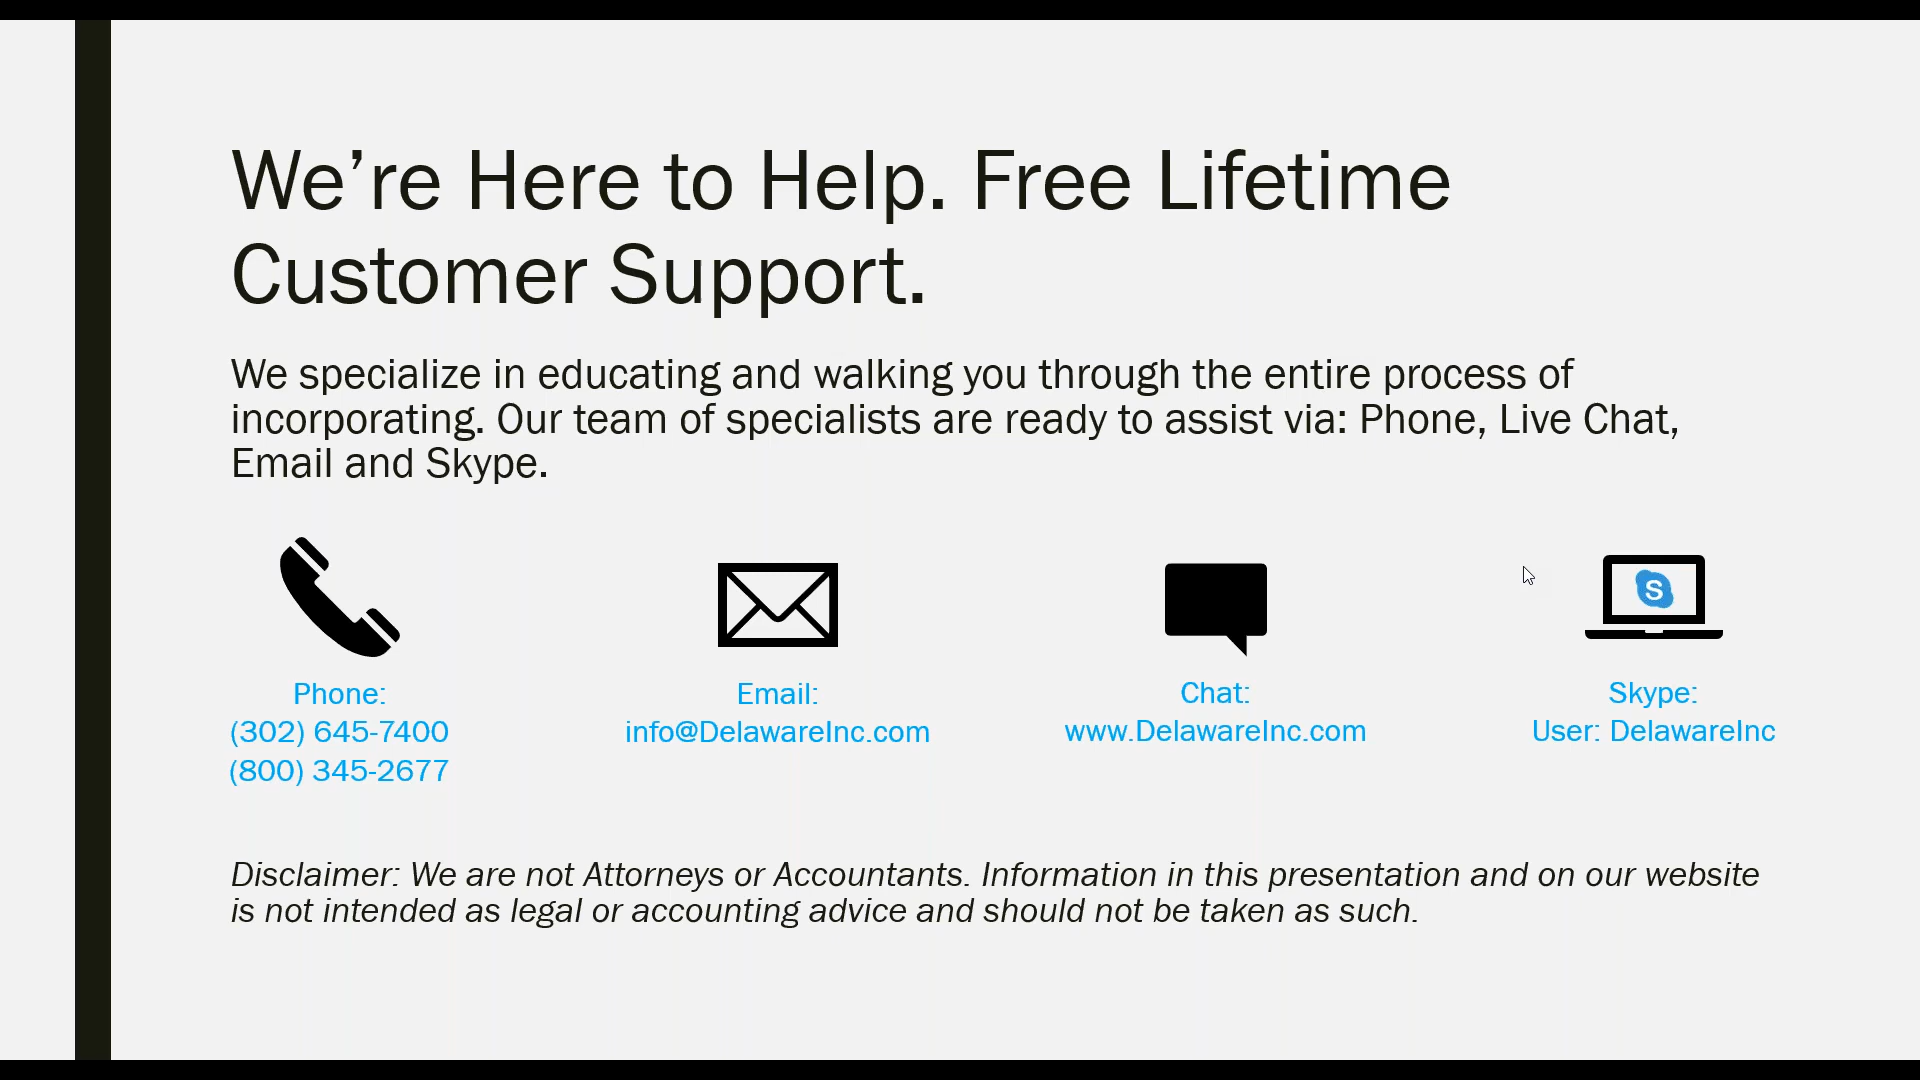 We’re Here to Help. Free Lifetime
Customer Support.
We specialize in educating and walking you through the entire process of
incorporating. Our team of specialists are ready to assist via: Phone, Live Chat,
Email and Skype.
S
Phone:
(302) 645-7400
(800) 345-2677
Email:
info@DelawareInc.com
Chat:
www.DelawareInc.com
Skype:
User: DelawareInc
Disclaimer: We are not Attorneys or Accountants. Information in this presentation and on our website
is not intended as legal or accounting advice and should not be taken as such.